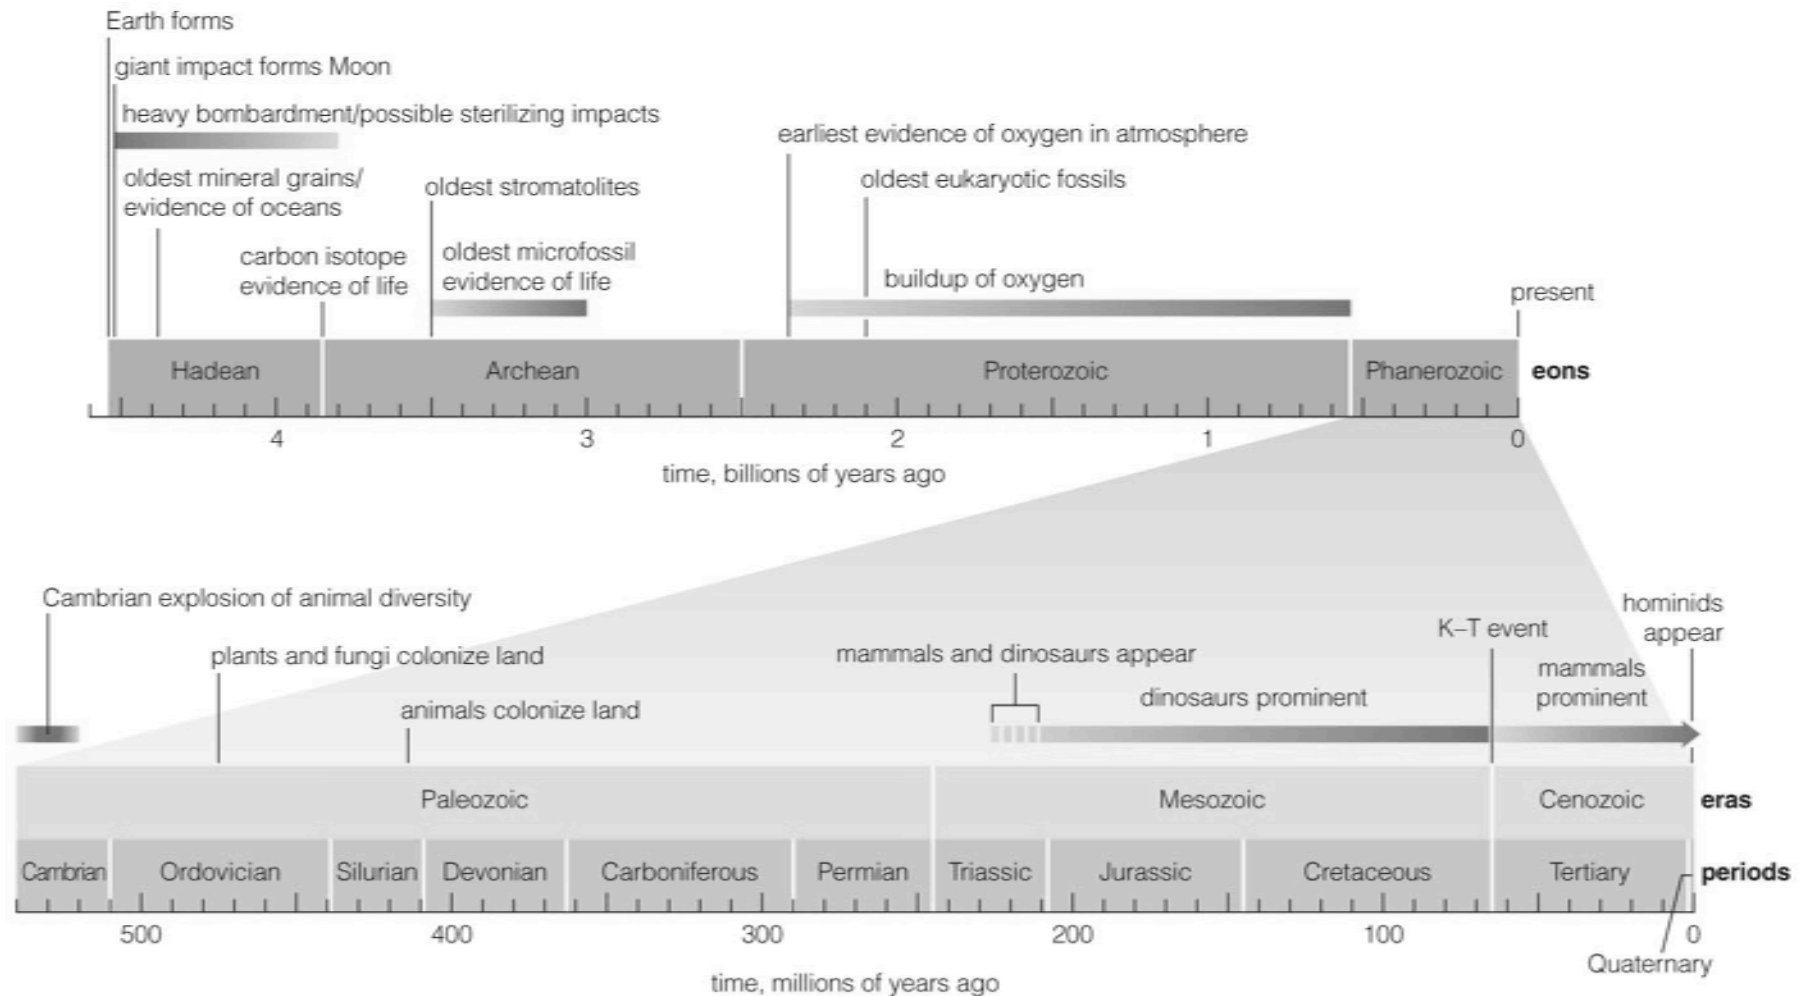 Earth forms
giant impact forms Moon
heavy bombardment/possible sterilizing impacts
earliest evidence of oxygen in atmosphere
oldest mineral grains/
evidence of oceans
oldest stromatolites
oldest eukaryotic fossils
carbon isotope
evidence of life
oldest microfossil
evidence of life
buildup of oxygen
present
Hadean Archean Proterozoic Phanerozoic eons
4 3 2 1 0
time, billions of years ago
Cambrian explosion of animal diversity
plants and fungi colonize land
animals colonize land
mammals and dinosaurs appear
dinosaurs prominent
K–T event
mammals
prominent
hominids
appear
Paleozoic Mesozoic Cenozoic eras
Cambrian Ordovician Silurian Devonian Carboniferous Permian Triassic Jurassic Cretaceous Tertiary periods
500 400 300 200 100 0
Quaternary
time, millions of years ago